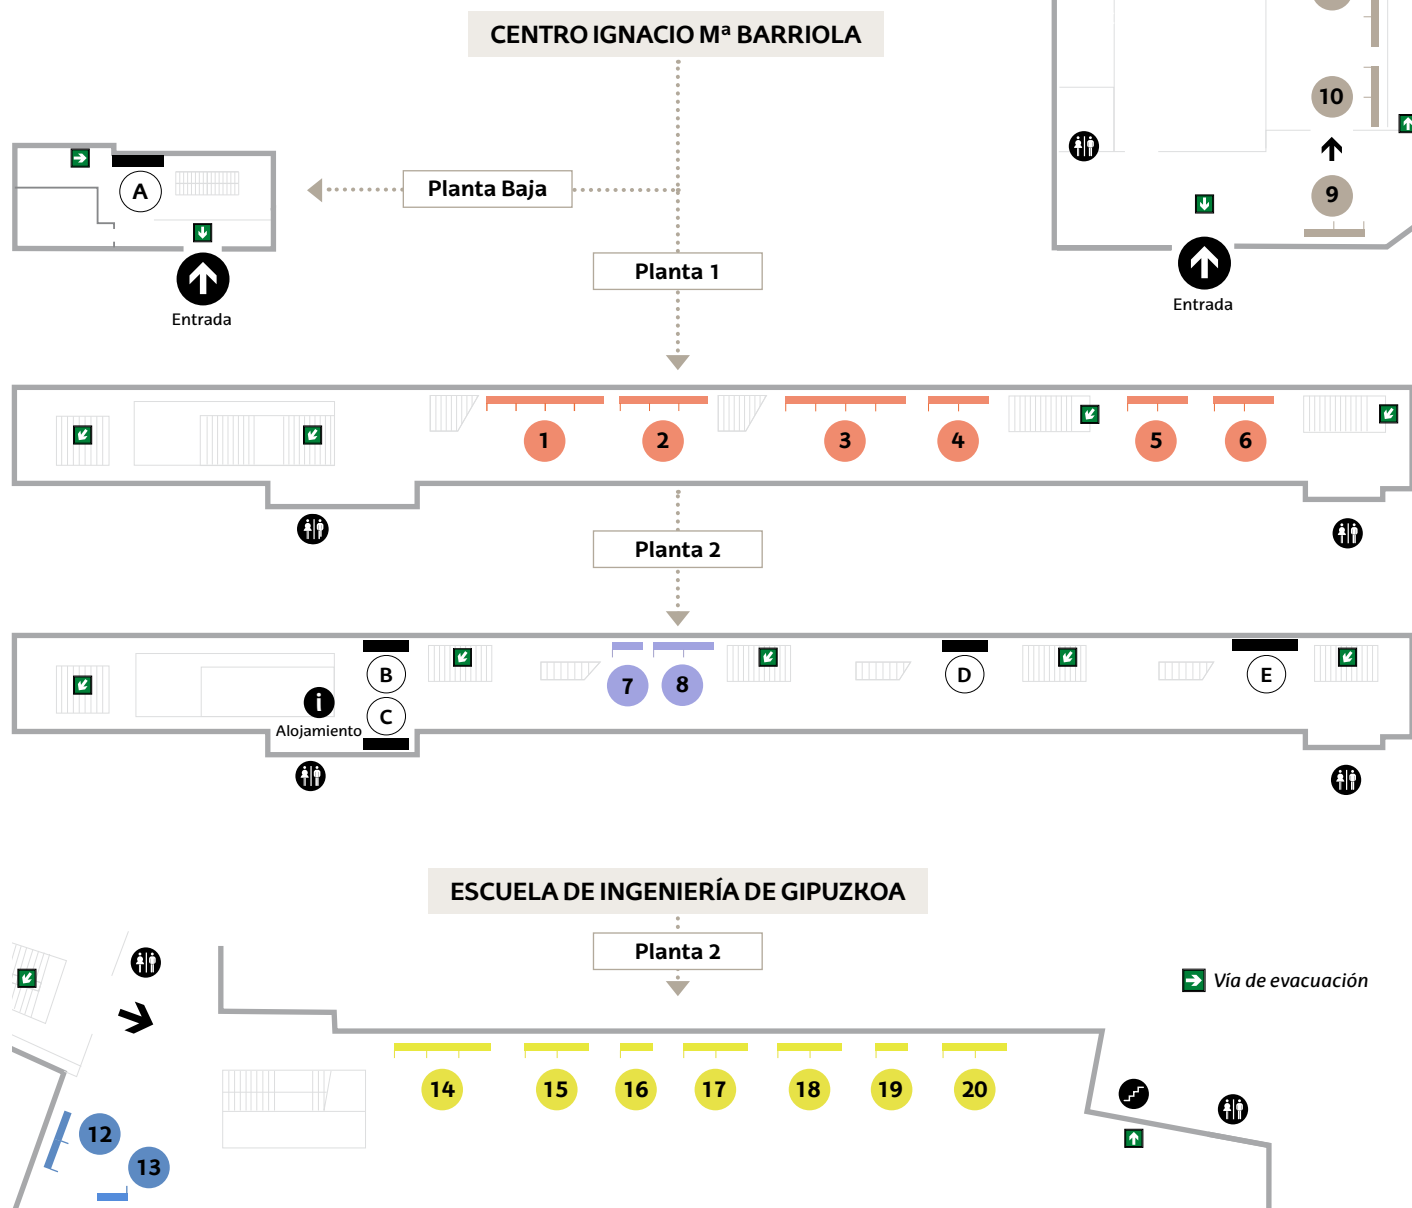 CENTRO IGNACIO Mª BARRIOLA
10
9
Entrada
Planta Baja
A
Entrada
Planta 1
1 2 3 4 5 6
Planta 2
B 7 8 D E
i
C
Alojamiento
ESCUELA DE INGENIERÍA DE GIPUZKOA
Planta 2
Vía de evacuación
14 15 16 17 18 19 20
12
13